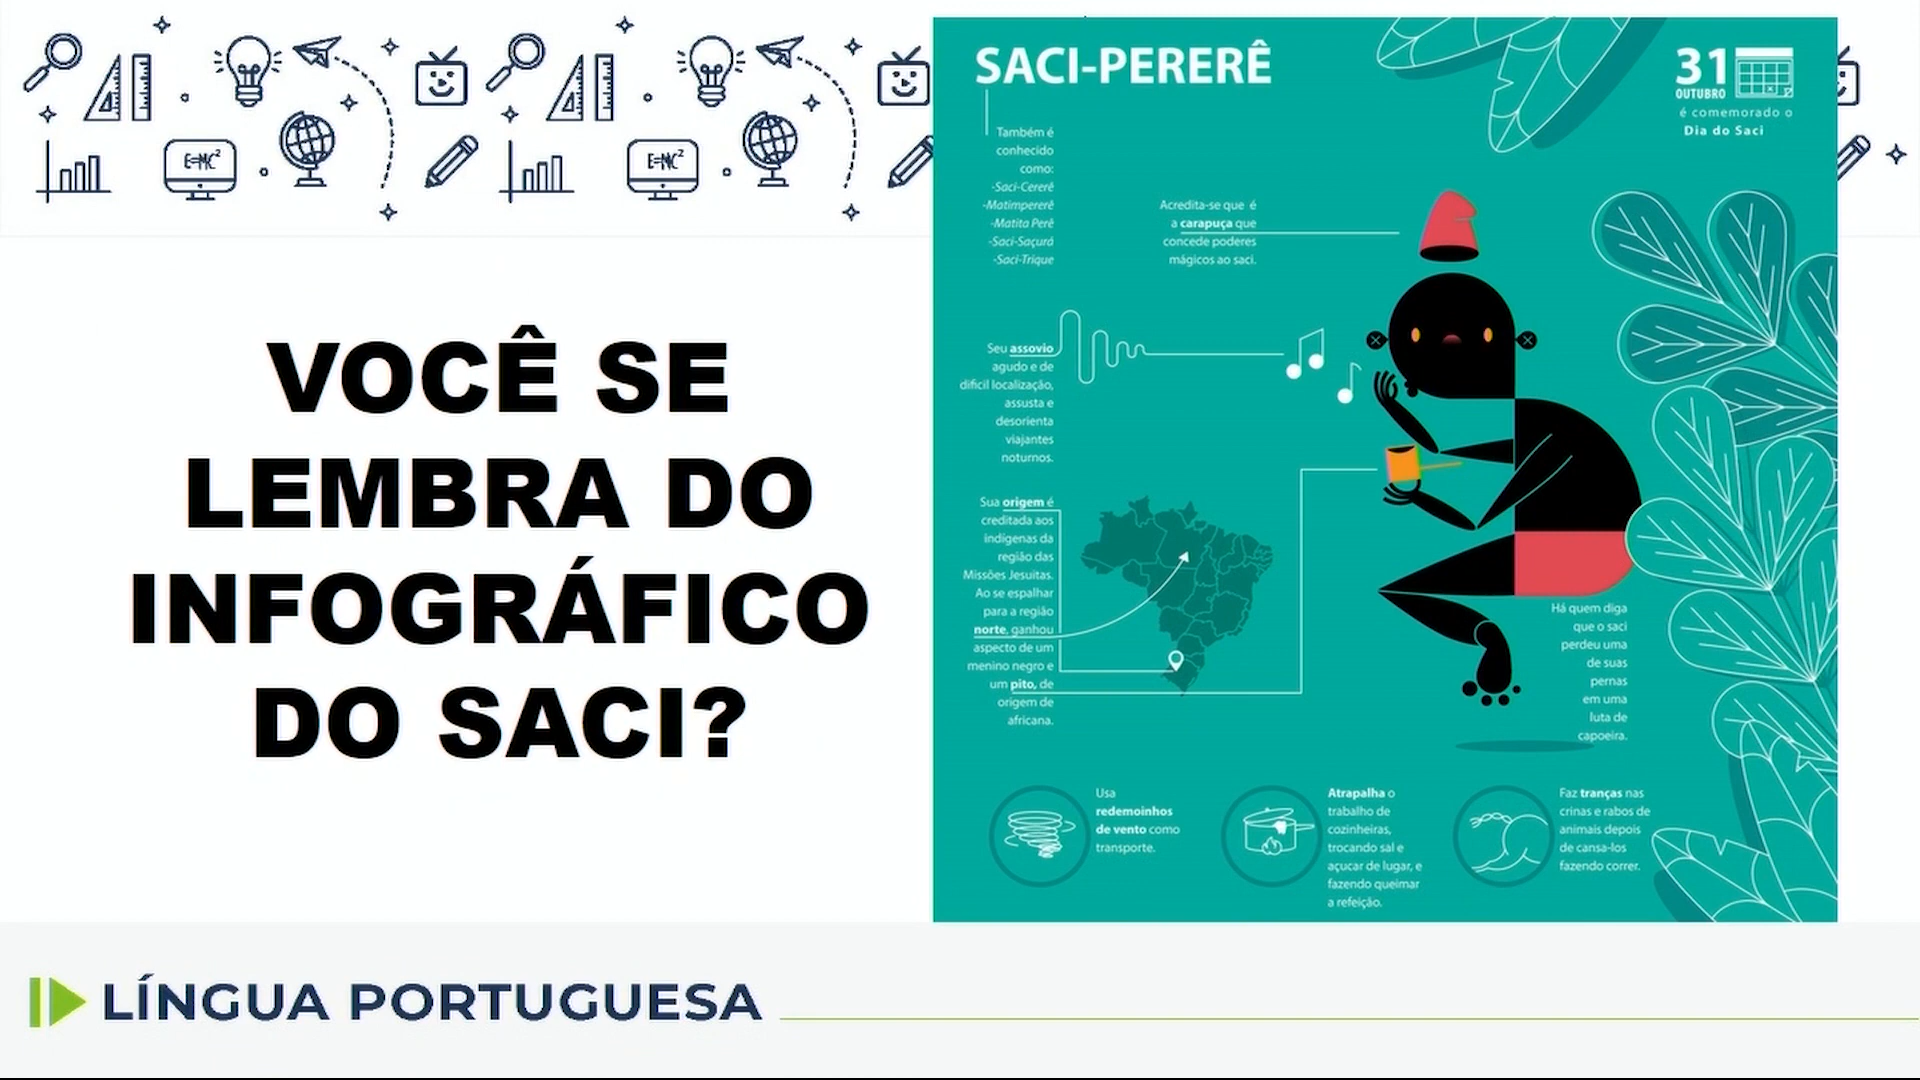 E=MC²
E=MC²
VOCÊ SE
LEMBRA DO
INFOGRÁFICO
DO SACI?
SACI-PERERÊ
Também é
conhecido
como:
-Saci-Cererê
-Matimpererê
-Matita Perê
-Saci-Saçurá
-Saci-Trique
31
OUTUBRO
é comemorado o
Dia do Saci
Acredita-se que é
a carapuça que
concede poderes
mágicos ao saci.
Seu assovio
agudo e de
dificil localização,
assusta e
desorienta
viajantes
noturnos.
Sua origem é
creditada aos
indígenas da
região das
Missões Jesuitas.
Ao se espalhar
para a região
norte, ganhou
aspecto de um
menino negro e
um pito, de
origem de
africana.
Há quem diga
que o saci
perdeu uma
de suas
pernas
em uma
luta de
capoeira.
Usa
redemoinhos
de vento como
transporte.
Atrapalha o
trabalho de
cozinheiras,
trocando sal e
açucar de lugar, e
fazendo queimar
a refeição.
Faz tranças nas
crinas e rabos de
animais depois
de cansa-los
fazendo correr.
LÍNGUA PORTUGUESA